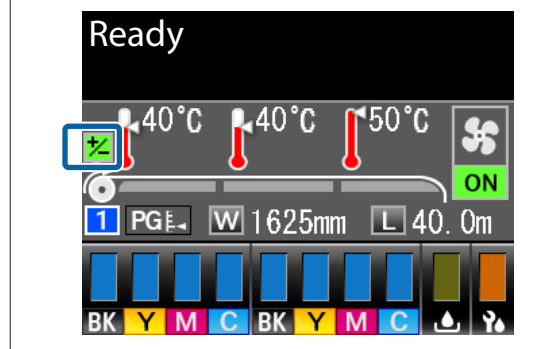 Ready
40°C 40°C 50°C
+/-
ON
1 PG W 1625mm L 40.0m
BK Y M C BK Y M C